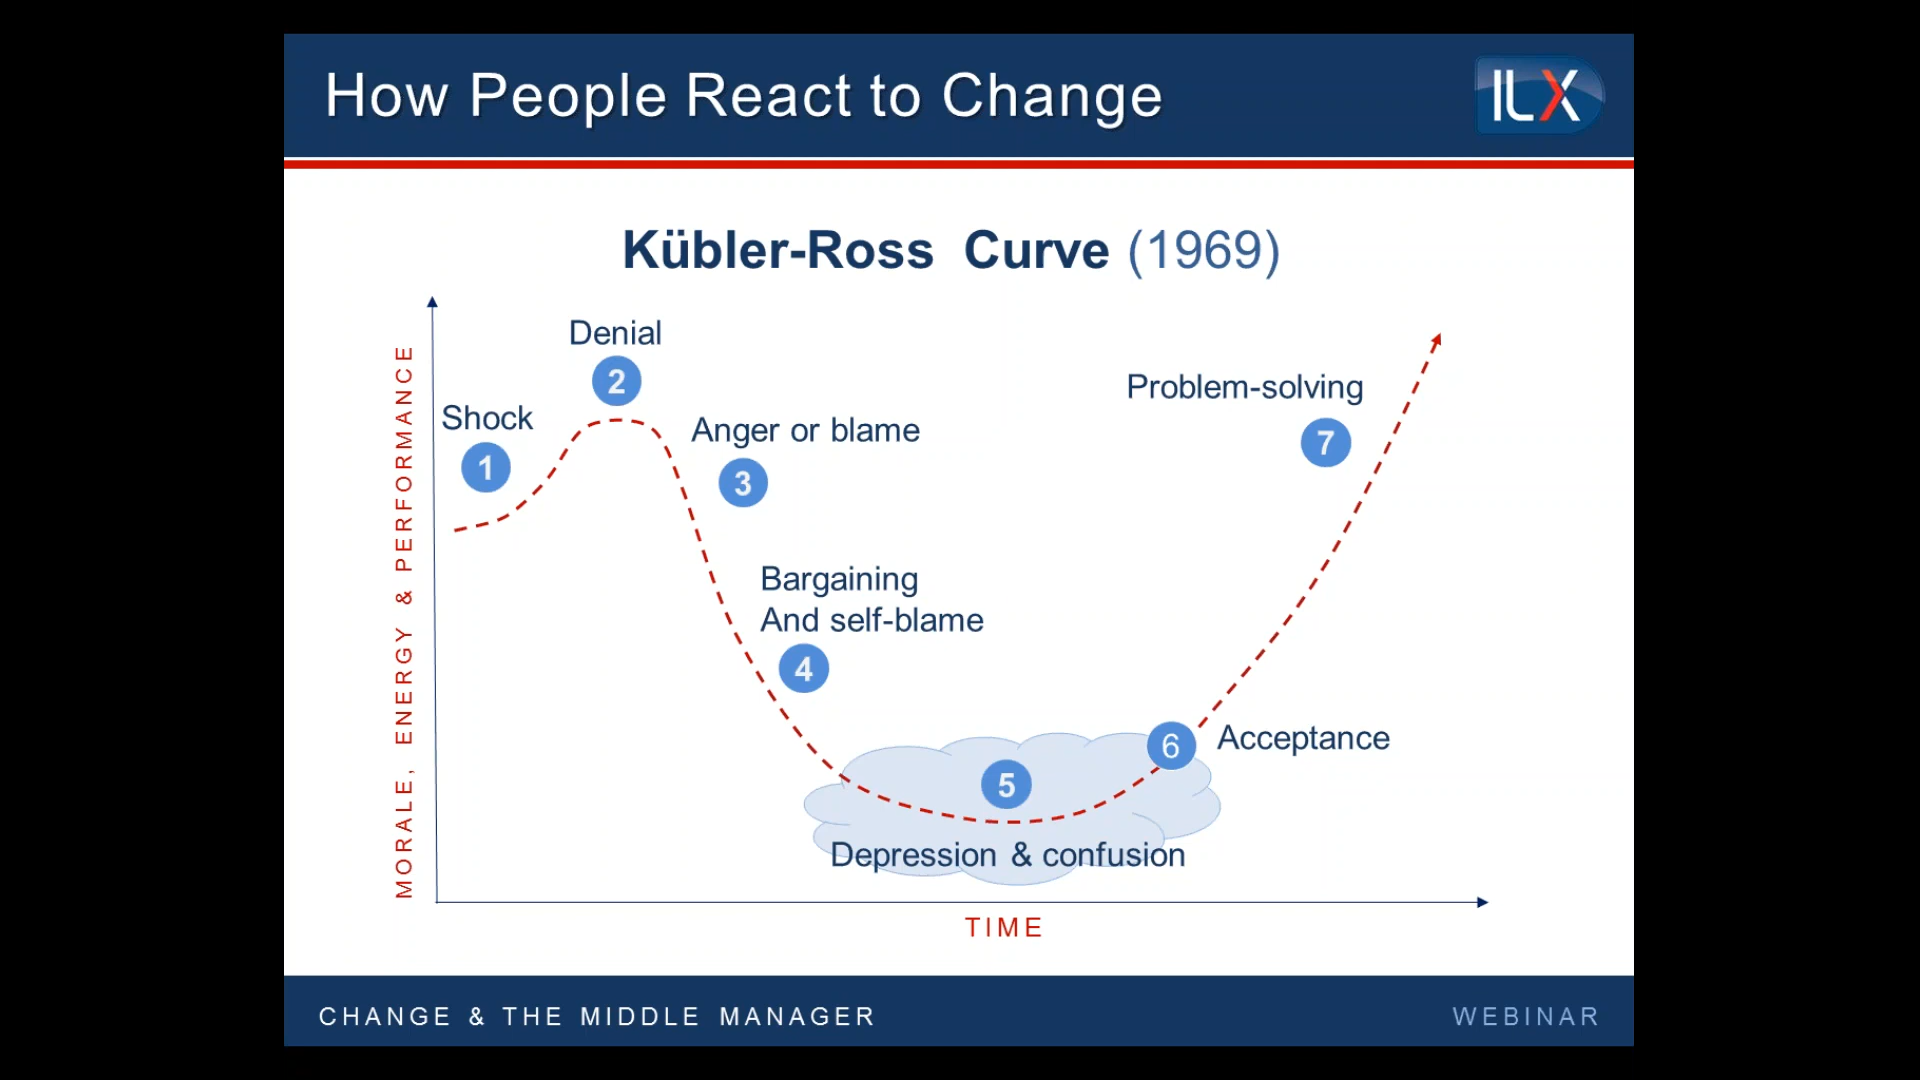 How People React to Change
ILX
Kübler-Ross Curve (1969)
MORALE, ENERGY & PERFORMANCE
Shock
1
Denial
2
Anger or blame
3
Bargaining
And self-blame
4
5
Depression & confusion
6
Acceptance
Problem-solving
7
TIME
CHANGE & THE MIDDLE MANAGER
WEBINAR